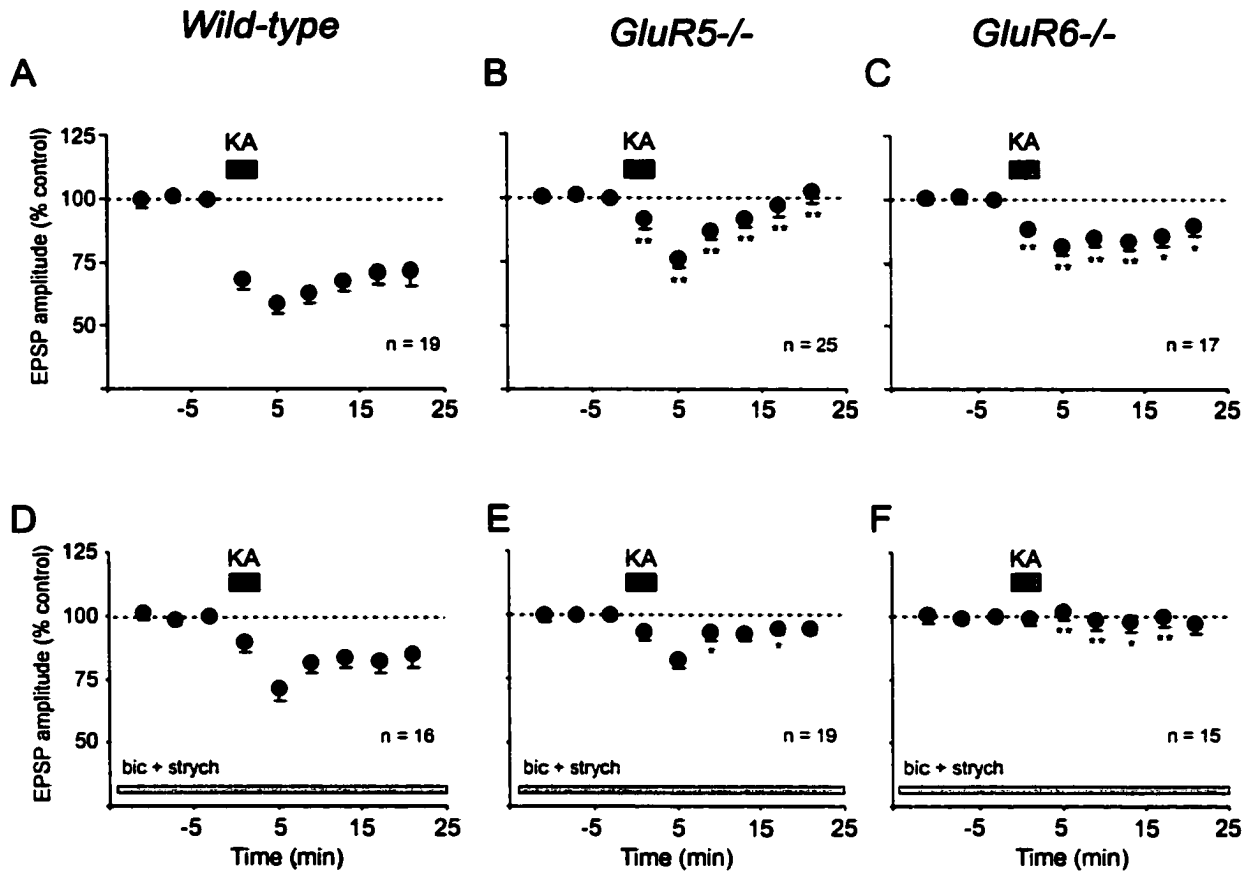 Wild-type
GluR5-/-
GluR6-/-
A
B
C
EPSP amplitude (% control)
125
100
75
50
KA
n = 19
-5
5
15
25
KA
**
**
**
**
**
**
n = 25
-5
5
15
25
KA
**
**
**
**
*
*
n = 17
-5
5
15
25
D
E
F
EPSP amplitude (% control)
125
100
75
50
KA
n = 16
bic + strych
-5
5
15
25
Time (min)
KA
*
*
n = 19
bic + strych
-5
5
15
25
Time (min)
KA
**
**
*
**
n = 15
bic + strych
-5
5
15
25
Time (min)